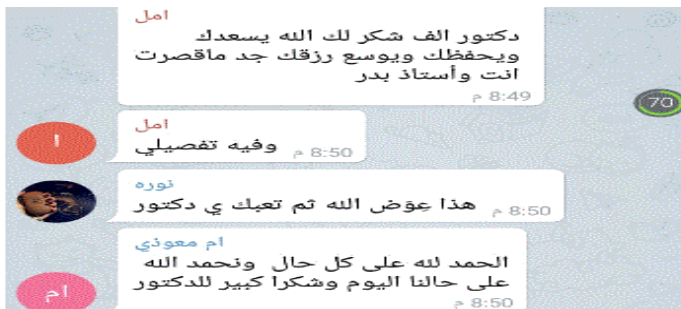 امل
دكتور الف شكر لك الله يسعدك
ويحفظك ويوسع رزقك جد ماقصرت
انت وأستاذ بدر
8:49 م
70
امل
وفيه تفصيلي
8:50 م
ا
نوره
هذا عِوَض الله ثم تعبك ي دكتور
8:50 م
ام معوذي
الحمد لله على كل حال ونحمد الله
على حالنا اليوم وشكرا كبير للدكتور
8:50 م
ام